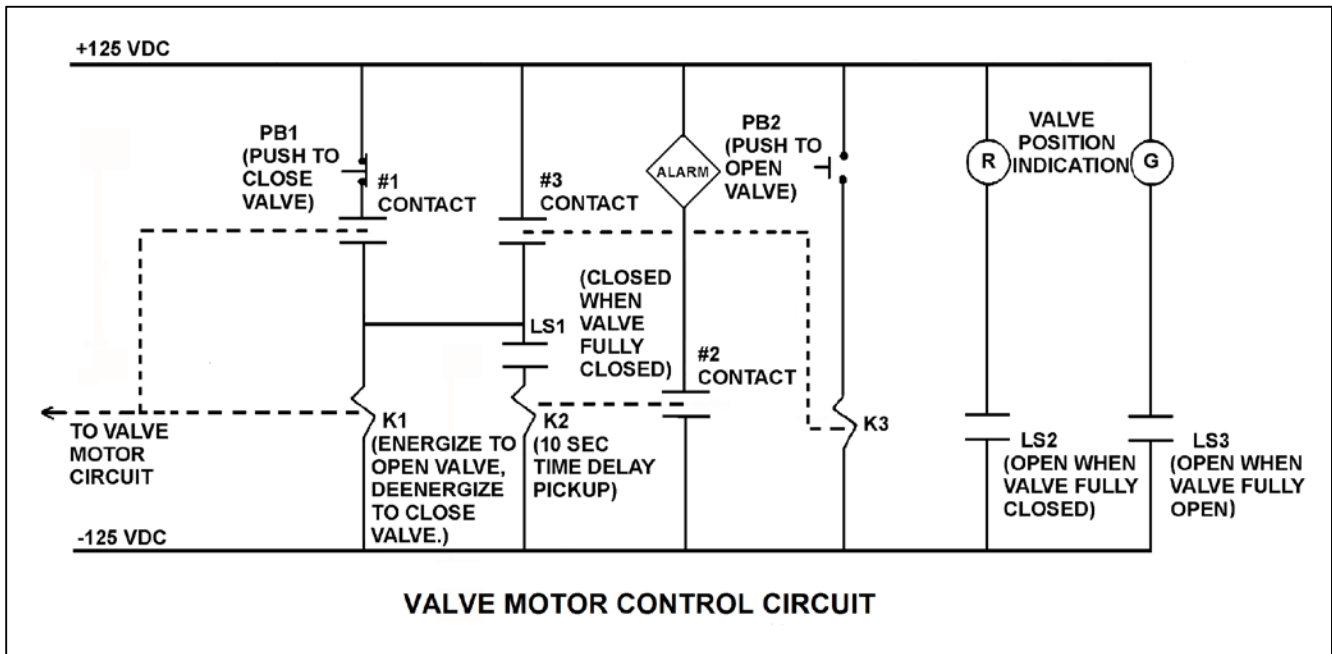 +125 VDC
PB1
(PUSH TO
CLOSE
VALVE)
#1
CONTACT
#3
CONTACT
ALARM
PB2
(PUSH TO
OPEN
VALVE)
R
VALVE
POSITION
INDICATION
G
(CLOSED
WHEN
VALVE
FULLY
CLOSED)
LS1
#2
CONTACT
TO VALVE
MOTOR
CIRCUIT
K1
(ENERGIZE TO
OPEN VALVE,
DEENERGIZE
TO CLOSE
VALVE.)
K2
(10 SEC
TIME DELAY
PICKUP)
K3
LS2
(OPEN WHEN
VALVE FULLY
CLOSED)
LS3
(OPEN WHEN
VALVE FULLY
OPEN)
-125 VDC
VALVE MOTOR CONTROL CIRCUIT